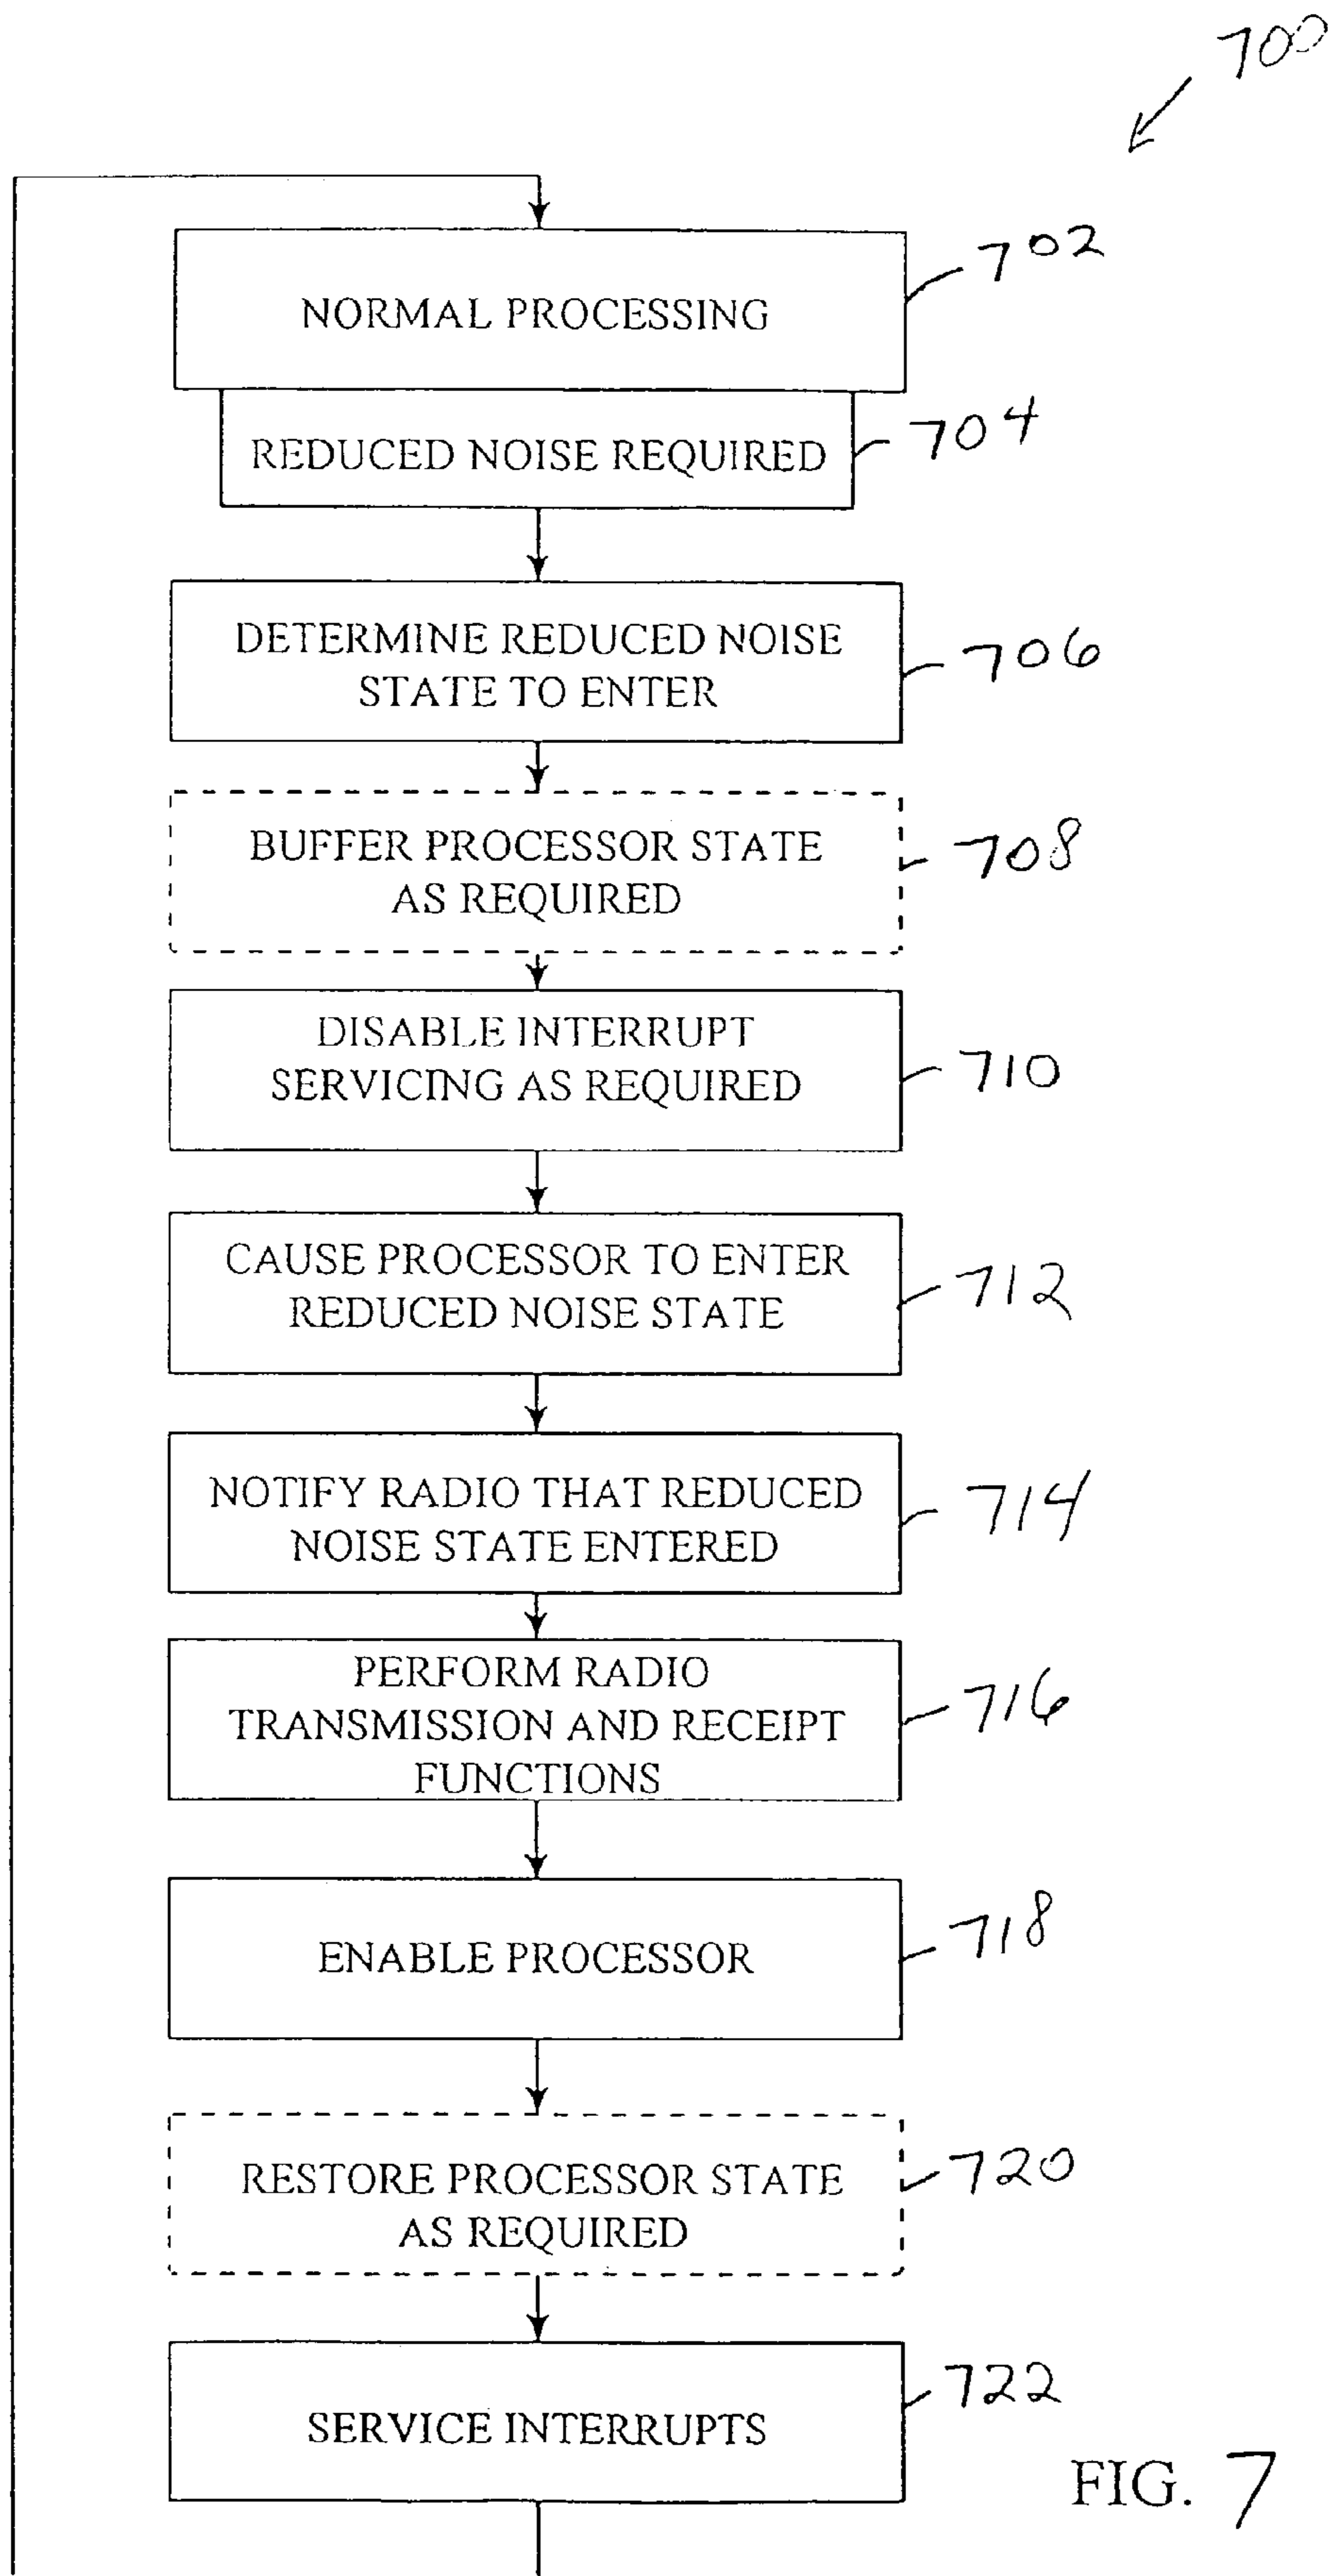 700
NORMAL PROCESSING
702
REDUCED NOISE REQUIRED
704
DETERMINE REDUCED NOISE
STATE TO ENTER
706
BUFFER PROCESSOR STATE
AS REQUIRED
708
DISABLE INTERRUPT
SERVICING AS REQUIRED
710
CAUSE PROCESSOR TO ENTER
REDUCED NOISE STATE
712
NOTIFY RADIO THAT REDUCED
NOISE STATE ENTERED
714
PERFORM RADIO
TRANSMISSION AND RECEIPT
FUNCTIONS
716
ENABLE PROCESSOR
718
RESTORE PROCESSOR STATE
AS REQUIRED
720
SERVICE INTERRUPTS
722
FIG. 7